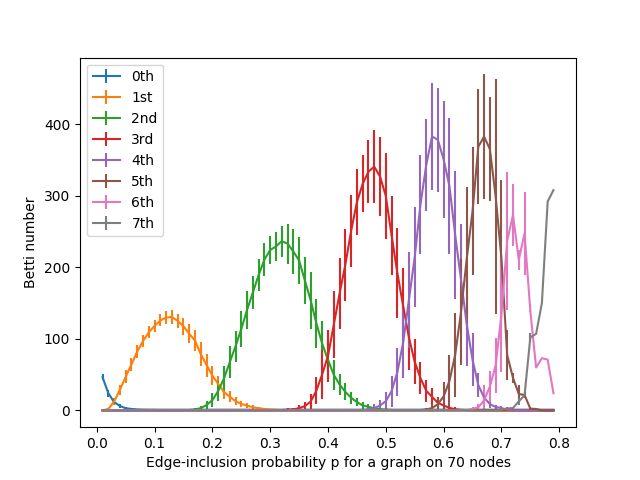 0th
1st
2nd
3rd
4th
5th
6th
7th
400
300
200
100
0
Betti number
0.0 0.1 0.2 0.3 0.4 0.5 0.6 0.7 0.8
Edge-inclusion probability p for a graph on 70 nodes